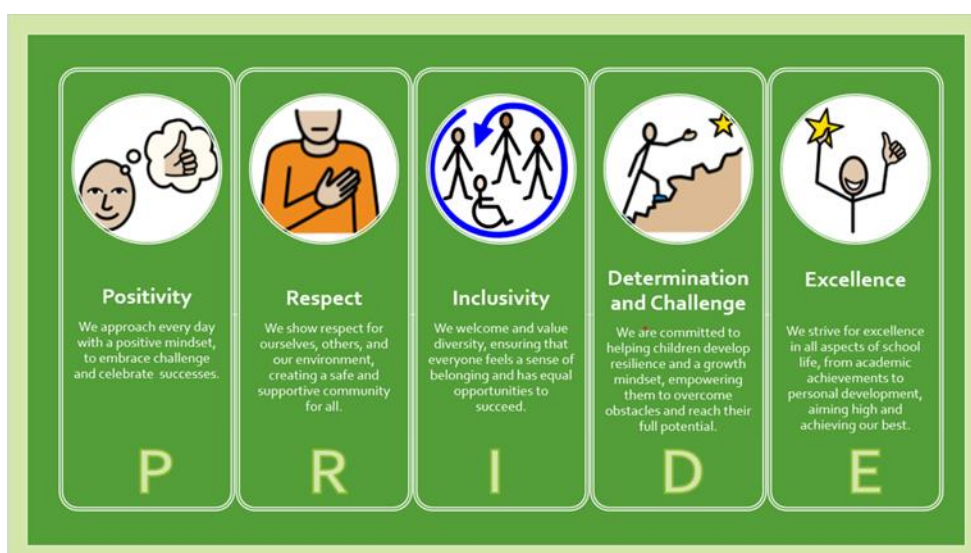 Positivity
We approach every day
with a positive mindset,
to embrace challenge
and celebrate successes.
P
Respect
We show respect for
ourselves, others, and
our environment,
creating a safe and
supportive community
for all.
R
Inclusivity
We welcome and value
diversity, ensuring that
everyone feels a sense of
belonging and has equal
opportunities to
succeed.
I
Determination
and Challenge
We are committed to
helping children develop
resilience and a growth
mindset, empowering
them to overcome
obstacles and reach their
full potential.
D
Excellence
We strive for excellence
in all aspects of school
life, from academic
achievements to
personal development,
aiming high and
achieving our best.
E